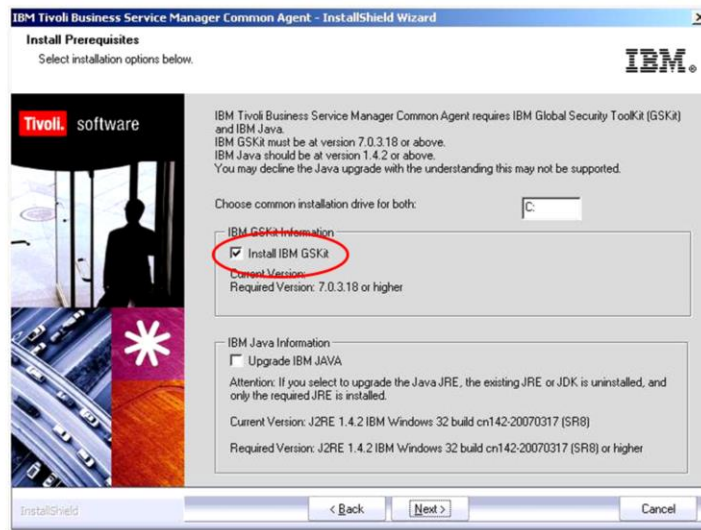 IBM Tivoli Business Service Manager Common Agent - InstallShield Wizard
Install Prerequisites
Select installation options below.
IBM®
Tivoli. software
IBM Tivoli Business Service Manager Common Agent requires IBM Global Security ToolKit (GSKit)
and IBM Java.
IBM GSKit must be at version 7.0.3.18 or above.
IBM Java should be at version 1.4.2 or above.
You may decline the Java upgrade with the understanding this may not be supported.
Choose common installation drive for both:
C:
IBM GSKit Information
Install IBM GSKit
Current Version:
Required Version: 7.0.3.18 or higher
IBM Java Information
Upgrade IBM JAVA
Attention: If you select to upgrade the Java JRE, the existing JRE or JDK is uninstalled, and
only the required JRE is installed.
Current Version: J2RE 1.4.2 IBM Windows 32 build cn142-20070317 (SR8)
Required Version: J2RE 1.4.2 IBM Windows 32 build cn142-20070317 (SR8) or higher
InstallShield
< Back
Next >
Cancel